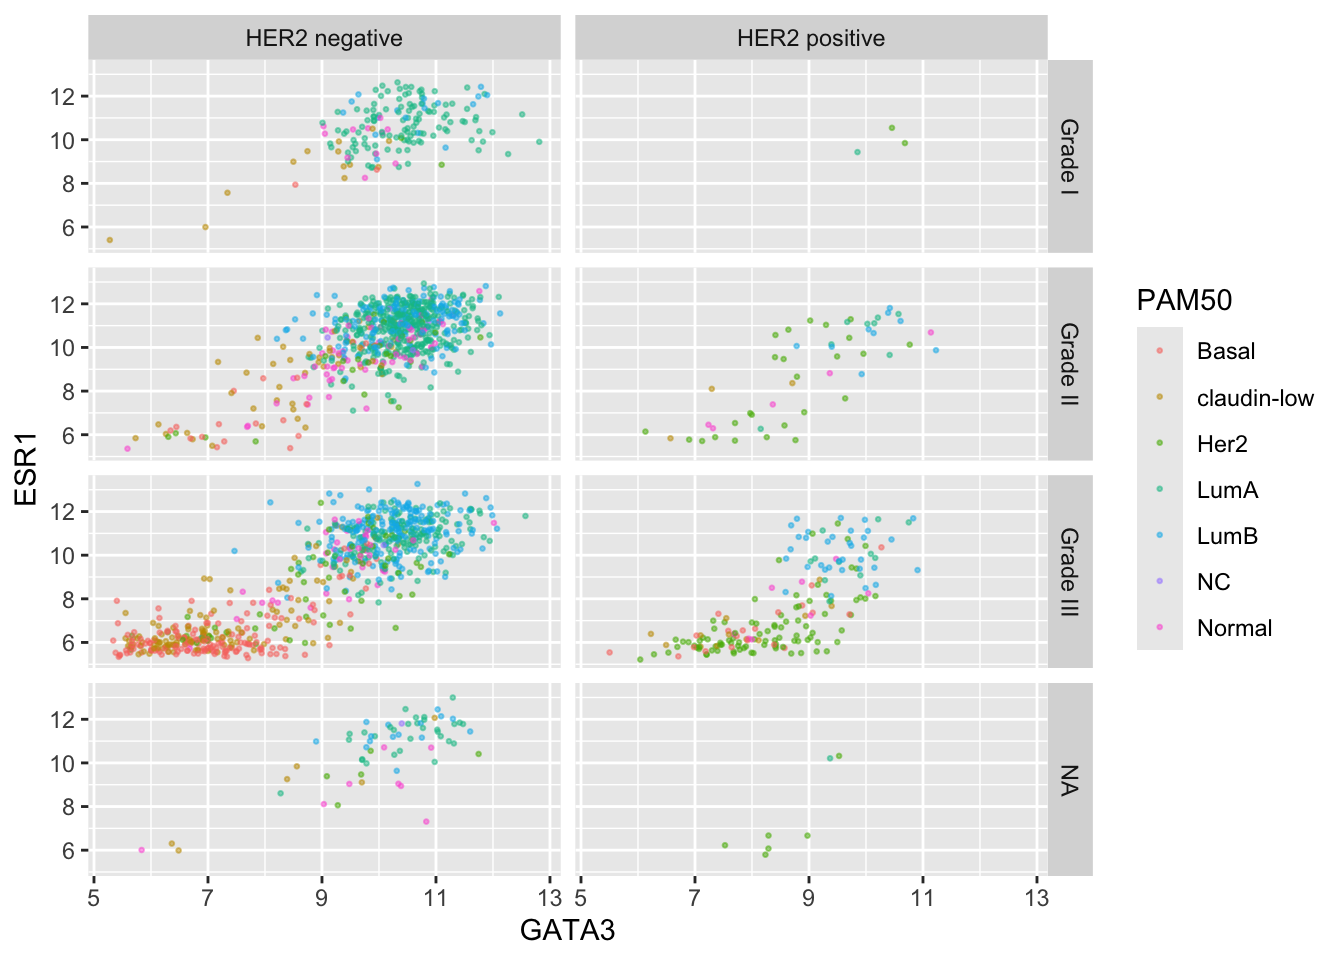 HER2 negative
HER2 positive
12
10
8
6
Grade I
12
10
8
6
Grade II
12
10
8
6
Grade III
12
10
8
6
NA
5
7
9
11
13
5
7
9
11
13
GATA3
ESR1
PAM50
Basal
claudin-low
Her2
LumA
LumB
NC
Normal